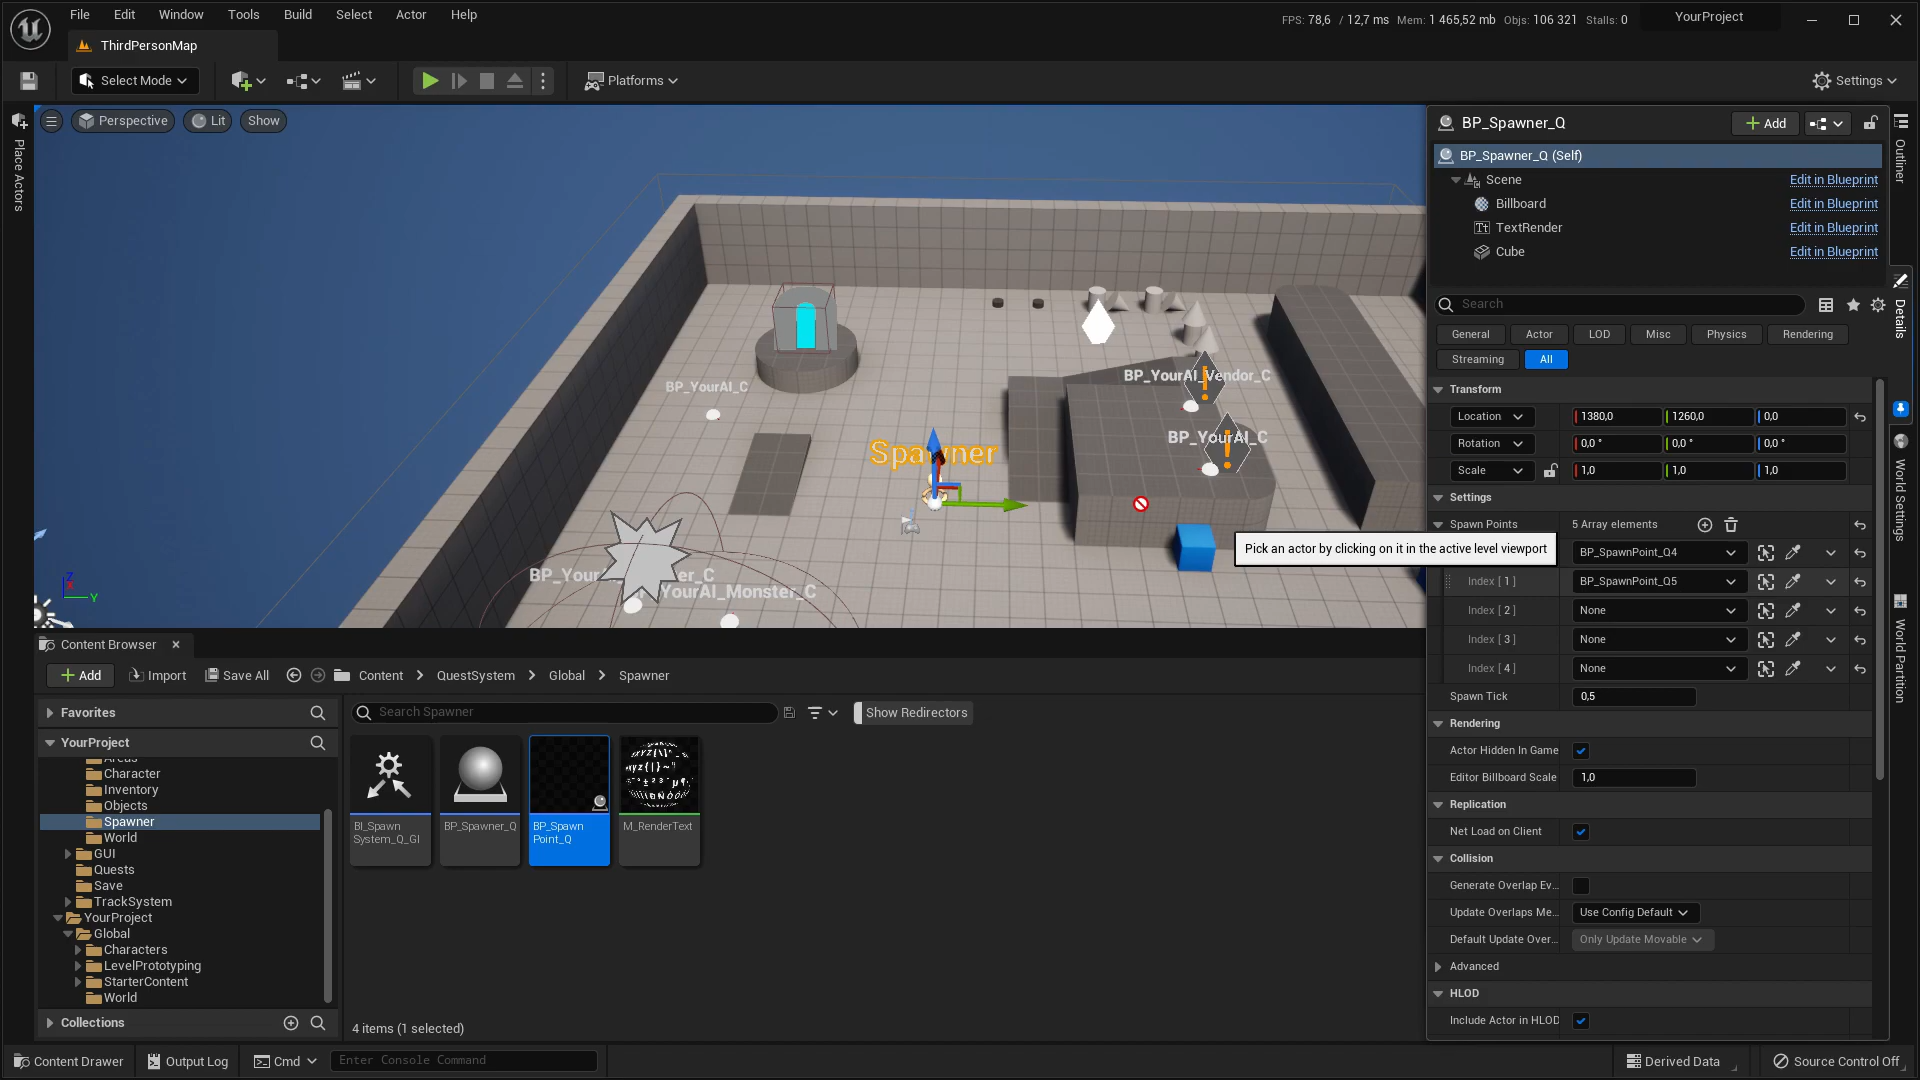 File Edit Window Tools Build Select Actor Help
FPS: 78,6 / 12,7 ms Mem: 1 465,52 mb Objs: 106 321 Stalls: 0
YourProject
ThirdPersonMap
Select Mode
Platforms
Settings
Place Actors
Perspective Lit Show
BP_YourAI_C
Spawner
BP_YourAI_Vendor_C
BP_YourAI_C
YourAI_Monster_C
Z
Y
Pick an actor by clicking on it in the active level viewport
BP_Spawner_Q
Add
BP_Spawner_Q (Self)
Scene Edit in Blueprint
Billboard Edit in Blueprint
TextRender Edit in Blueprint
Cube Edit in Blueprint
Search
General Actor LOD Misc Physics Rendering
Streaming All
Transform
Location 1380,0 1260,0 0,0
Rotation 0,0 ° 0,0 ° 0,0 °
Scale 1,0 1,0 1,0
Settings
Spawn Points 5 Array elements
BP_SpawnPoint_Q4
Index [ 1 ] BP_SpawnPoint_Q5
Index [ 2 ] None
Index [ 3 ] None
Index [ 4 ] None
Spawn Tick 0,5
Rendering
Actor Hidden In Game
Editor Billboard Scale 1,0
Replication
Net Load on Client
Collision
Generate Overlap Ev...
Update Overlaps Me... Use Config Default
Default Update Over... Only Update Movable
Advanced
HLOD
Include Actor in HLOD
Outliner
Details
World Settings
World Partition
Content Browser
Add Import Save All Content QuestSystem Global Spawner
Favorites
YourProject
Areas
Character
Inventory
Objects
Spawner
World
GUI
Quests
Save
TrackSystem
YourProject
Global
Characters
LevelPrototyping
StarterContent
World
Collections
Search Spawner
Show Redirectors
BI_Spawn
System_Q_GI
BP_Spawner_Q
BP_Spawn
Point_Q
M_RenderText
4 items (1 selected)
Content Drawer Output Log Cmd Enter Console Command
Derived Data Source Control Off